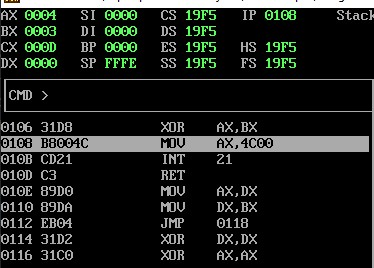 AX 0004 SI 0000 CS 19F5 IP 0108 Stack
BX 0003 DI 0000 DS 19F5
CX 000D BP 0000 ES 19F5 HS 19F5
DX 0000 SP FFFE SS 19F5 FS 19F5
CMD >
0106 31D8 XOR AX,BX
0108 B8004C MOV AX,4C00
010B CD21 INT 21
010D C3 RET
010E 89D0 MOV AX,DX
0110 89DA MOV DX,BX
0112 EB04 JMP 0118
0114 31D2 XOR DX,DX
0116 31C0 XOR AX,AX